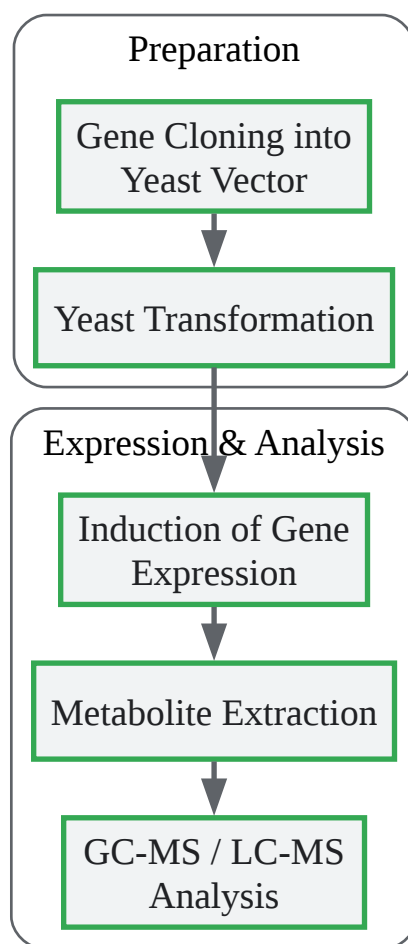 Preparation
Gene Cloning into
Yeast Vector
Yeast Transformation
Expression & Analysis
Induction of Gene
Expression
Metabolite Extraction
GC-MS / LC-MS
Analysis